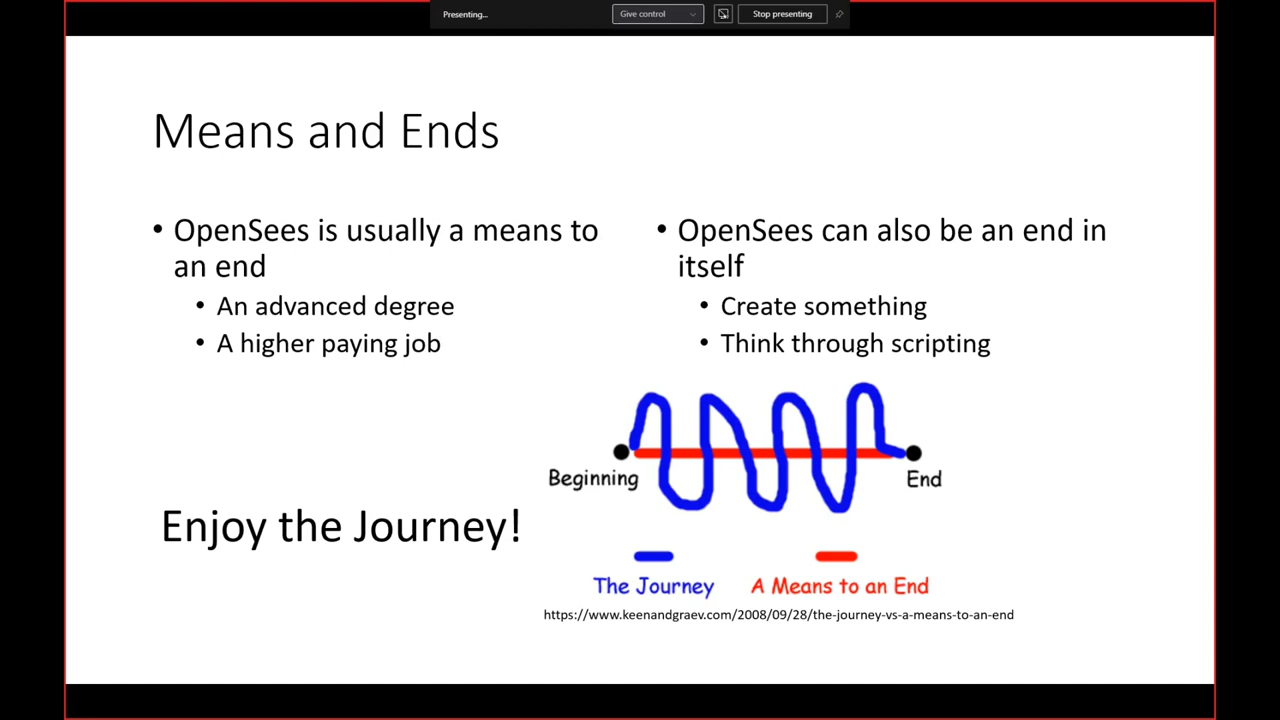 Presenting...
Give control
Stop presenting
Means and Ends
• OpenSees is usually a means to
an end
• An advanced degree
• A higher paying job
• OpenSees can also be an end in
itself
• Create something
• Think through scripting
Beginning
End
Enjoy the Journey!
The Journey
A Means to an End
https://www.keenandgraev.com/2008/09/28/the-journey-vs-a-means-to-an-end